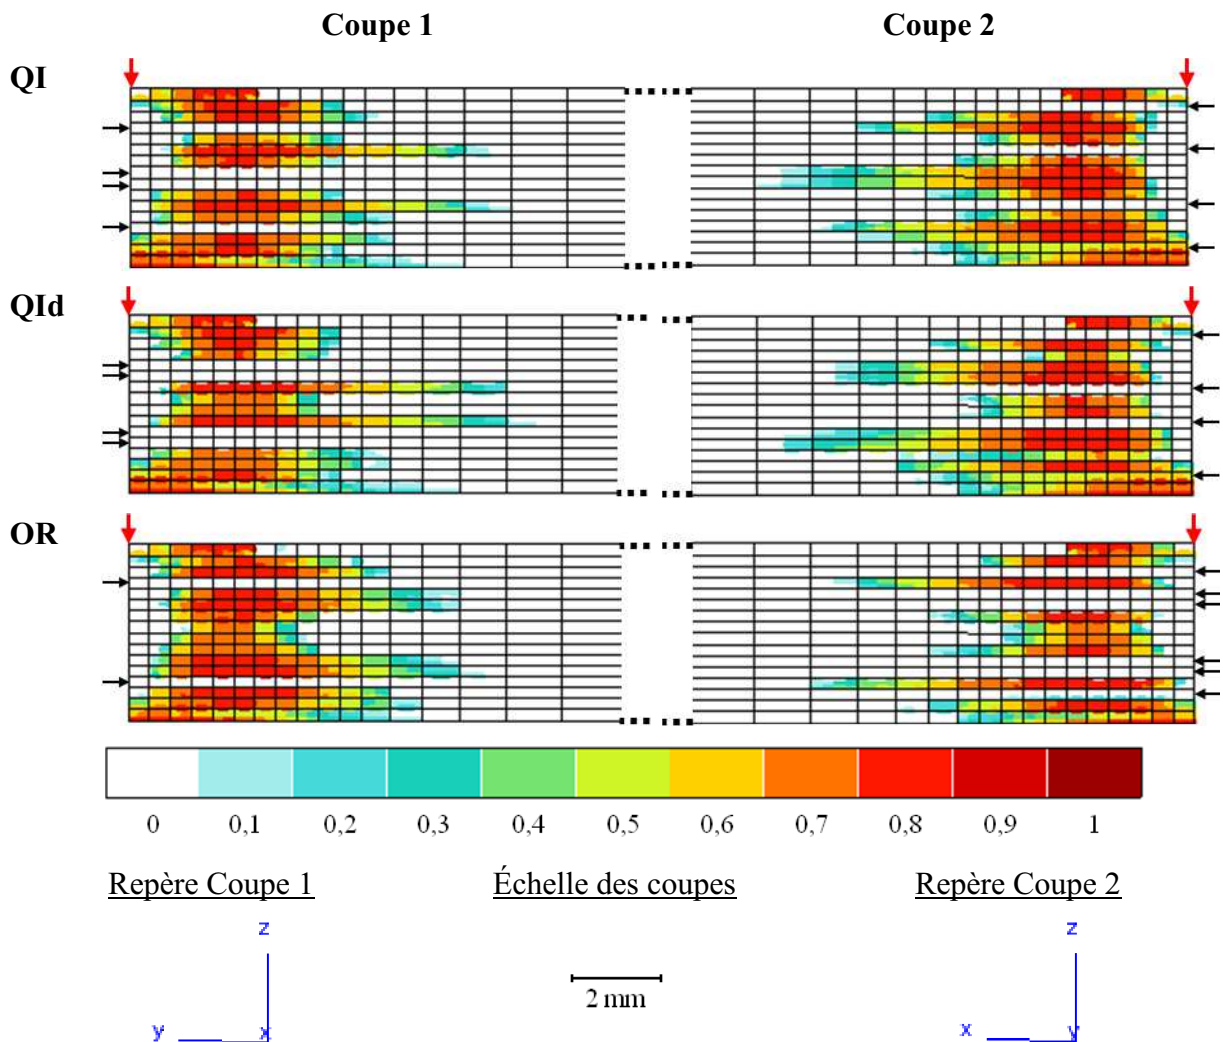 Coupe 1 Coupe 2
QI
QId
OR
0 0,1 0,2 0,3 0,4 0,5 0,6 0,7 0,8 0,9 1
Repère Coupe 1 Échelle des coupes Repère Coupe 2
z z
2 mm
y x x y